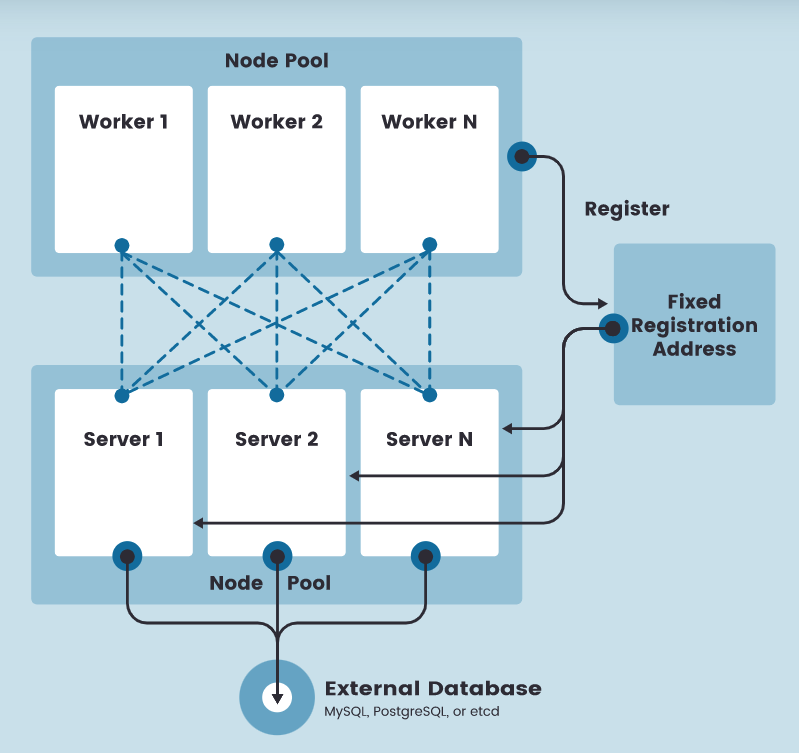 Node Pool
Worker 1
Worker 2
Worker N
Register
Fixed
Registration
Address
Server 1
Server 2
Server N
Node Pool
External Database
MySQL, PostgreSQL, or etcd